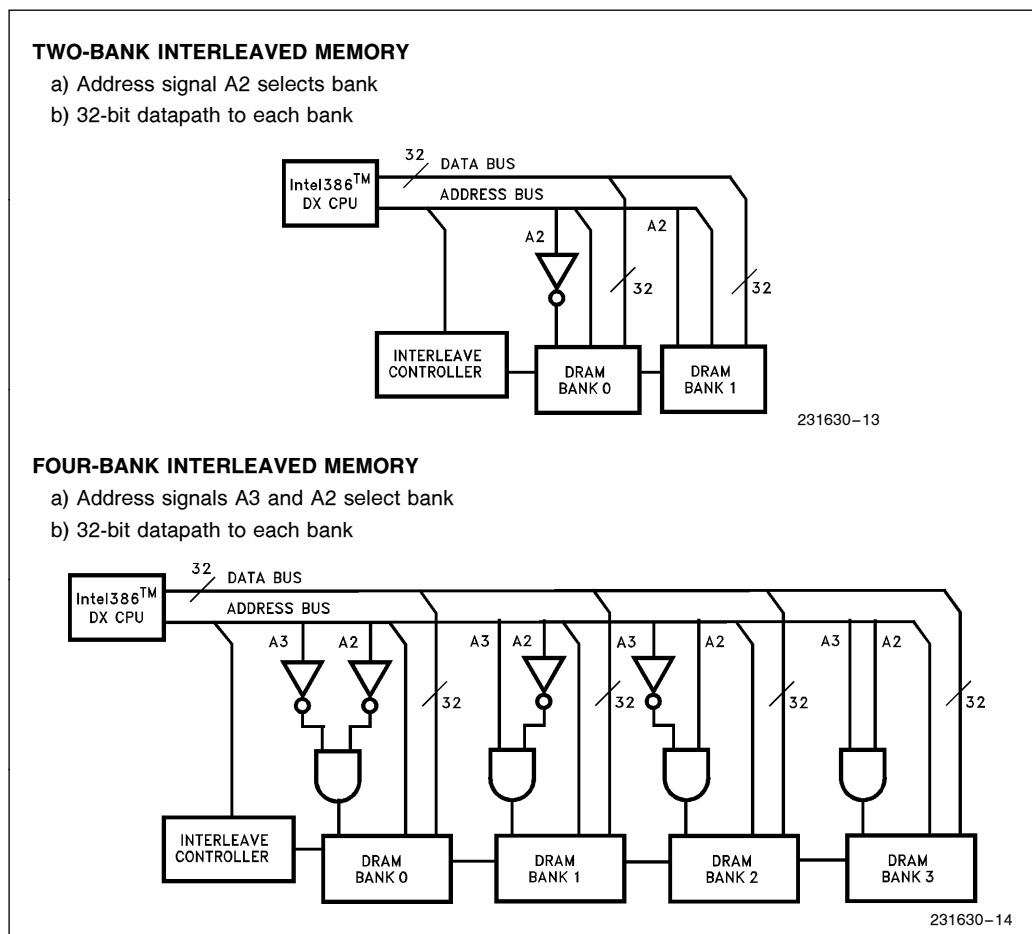 TWO-BANK INTERLEAVED MEMORY
a) Address signal A2 selects bank
b) 32-bit datapath to each bank
32
DATA BUS
Intel386™
DX CPU
ADDRESS BUS
A2
A2
32
32
INTERLEAVE
CONTROLLER
DRAM
BANK 0
DRAM
BANK 1
231630–13
FOUR-BANK INTERLEAVED MEMORY
a) Address signals A3 and A2 select bank
b) 32-bit datapath to each bank
32
DATA BUS
Intel386™
DX CPU
ADDRESS BUS
A3
A2
A3
A2
A3
A2
A3
A2
32
32
32
32
INTERLEAVE
CONTROLLER
DRAM
BANK 0
DRAM
BANK 1
DRAM
BANK 2
DRAM
BANK 3
231630–14